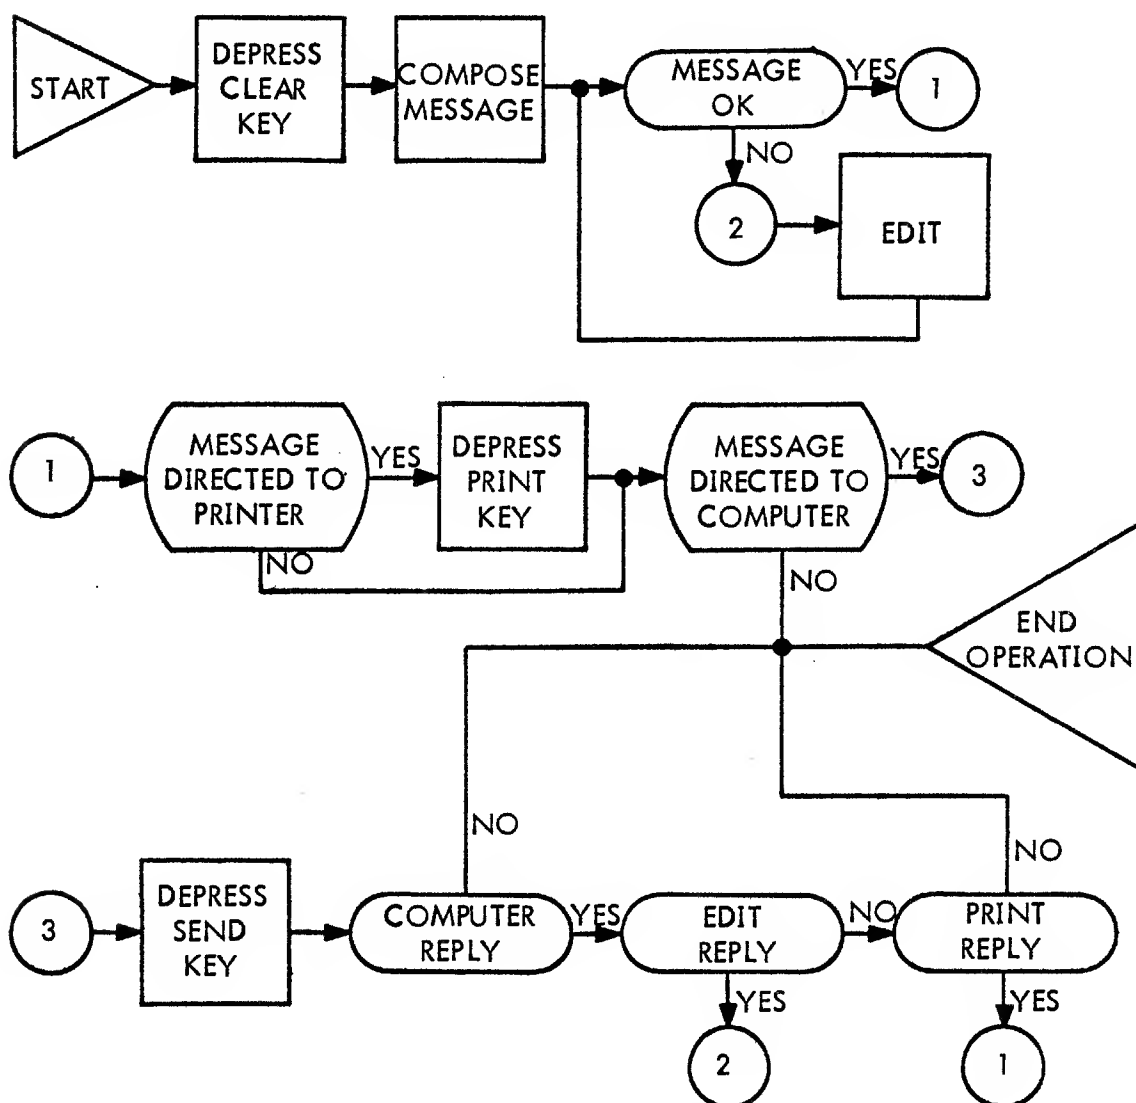 START
DEPRESS
CLEAR
KEY
COMPOSE
MESSAGE
MESSAGE
OK
YES
1
NO
2
EDIT
1
MESSAGE
DIRECTED TO
PRINTER
YES
NO
DEPRESS
PRINT
KEY
MESSAGE
DIRECTED TO
COMPUTER
YES
3
NO
END
OPERATION
NO
NO
3
DEPRESS
SEND
KEY
COMPUTER
REPLY
YES
EDIT
REPLY
NO
PRINT
REPLY
YES
2
YES
1